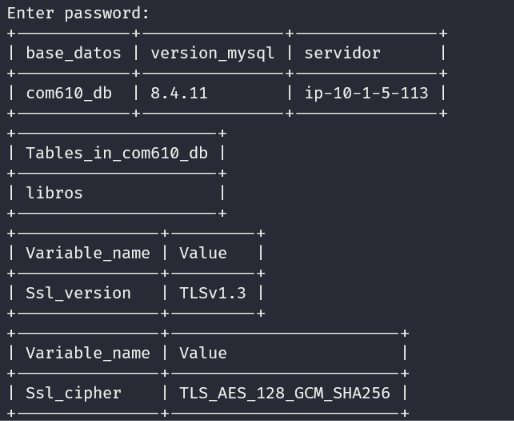 Enter password:
| base_datos | version_mysql | servidor |
| com610_db | 8.4.11 | ip-10-1-5-113 |
| Tables_in_com610_db |
| libros |
| Variable_name | Value |
| Ssl_version | TLSv1.3 |
| Variable_name | Value |
| Ssl_cipher | TLS_AES_128_GCM_SHA256 |